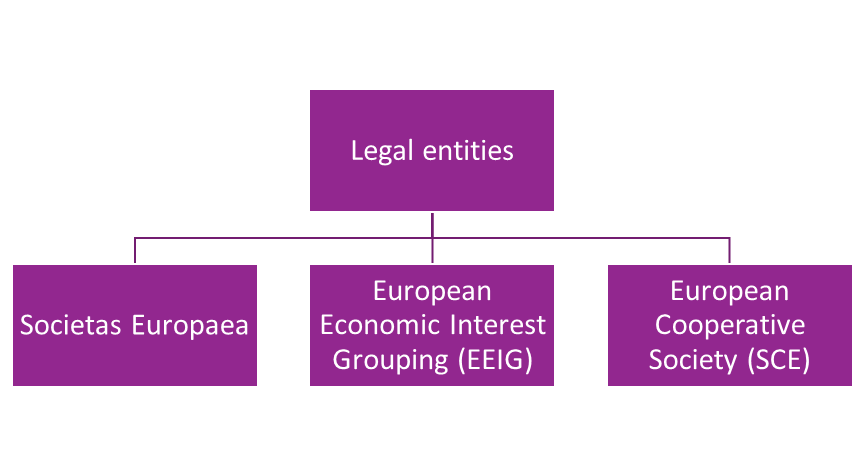 Legal entities
Societas Europaea
European
Economic Interest
Grouping (EEIG)
European
Cooperative
Society (SCE)